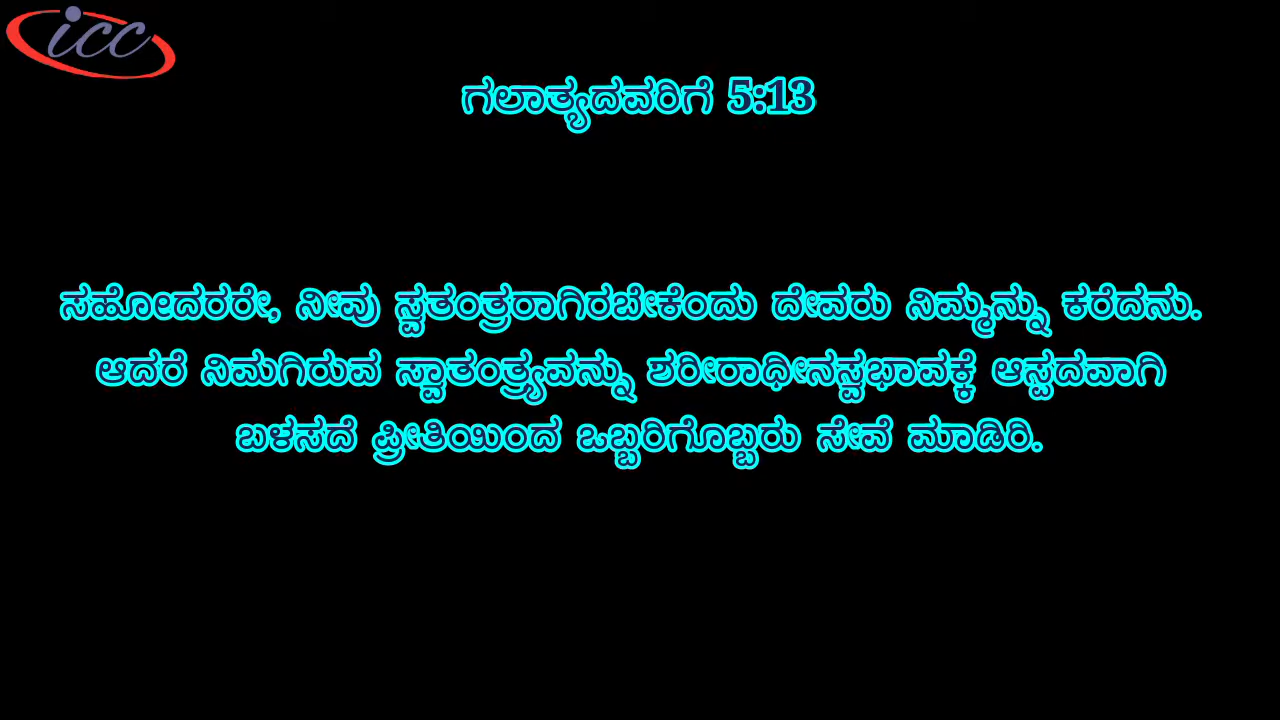 icc
ಗಲಾತ್ಯದವರಿಗೆ 5:13
ಸಹೋದರರೇ, ನೀವು ಸ್ವತಂತ್ರರಾಗಿರಬೇಕೆಂದು ದೇವರು ನಿಮ್ಮನ್ನು ಕರೆದನು.
ಆದರೆ ನಿಮಗಿರುವ ಸ್ವಾತಂತ್ರ್ಯವನ್ನು ಶರೀರಾಧೀನಸ್ವಭಾವಕ್ಕೆ ಆಸ್ಪದವಾಗಿ
ಬಳಸದೆ ಪ್ರೀತಿಯಿಂದ ಒಬ್ಬರಿಗೊಬ್ಬರು ಸೇವೆ ಮಾಡಿರಿ.